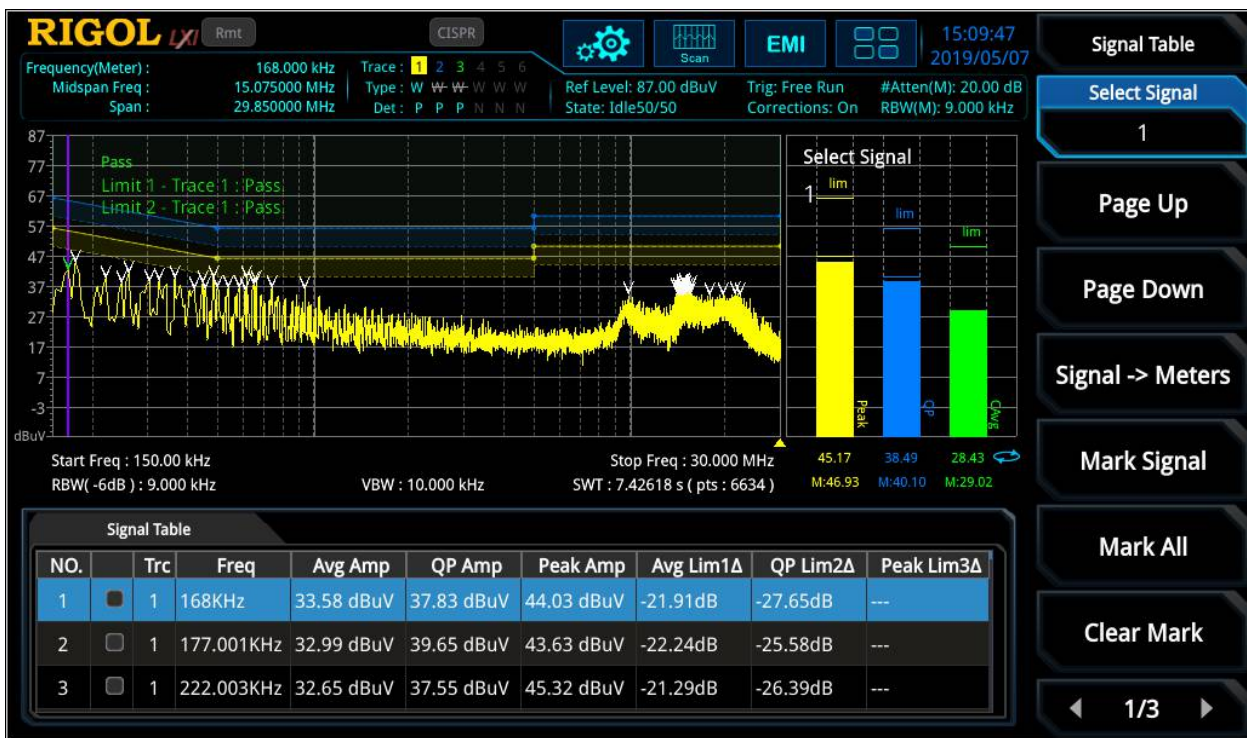 RIGOL LXI Rmt CISPR Scan EMI 15:09:47
2019/05/07
Frequency(Meter) : 168.000 kHz Trace : 1 2 3 4 5 6
Midspan Freq : 15.075000 MHz Type : W W W W W W Ref Level: 87.00 dBuV Trig: Free Run #Atten(M): 20.00 dB
Span : 29.850000 MHz Det : P P P N N N State: Idle50/50 Corrections: On RBW(M): 9.000 kHz
87
77
67
57
47
37
27
17
7
-3
dBuV
Pass
Limit 1 - Trace 1 : Pass.
Limit 2 - Trace 1 : Pass.
Select Signal
1
lim
lim
lim
Peak
QP
CAvg
45.17 38.49 28.43
M:46.93 M:40.10 M:29.02
Start Freq : 150.00 kHz Stop Freq : 30.000 MHz
RBW( -6dB ) : 9.000 kHz VBW : 10.000 kHz SWT : 7.42618 s ( pts : 6634 )
Signal Table
NO. Trc Freq Avg Amp QP Amp Peak Amp Avg Lim1Δ QP Lim2Δ Peak Lim3Δ
1 1 168KHz 33.58 dBuV 37.83 dBuV 44.03 dBuV -21.91dB -27.65dB ---
2 1 177.001KHz 32.99 dBuV 39.65 dBuV 43.63 dBuV -22.24dB -25.58dB ---
3 1 222.003KHz 32.65 dBuV 37.55 dBuV 45.32 dBuV -21.29dB -26.39dB ---
Signal Table
Select Signal
1
Page Up
Page Down
Signal -> Meters
Mark Signal
Mark All
Clear Mark
1/3